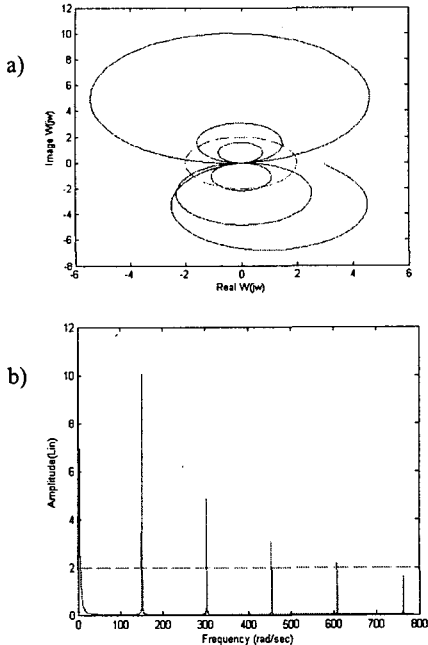 a)
12
10
8
6
4
2
0
-2
-4
-6
-8
Image W(jw)
-6 -4 -2 0 2 4 6
Real W(jw)
b)
12
10
8
6
4
2
0
Amplitude(Lin)
0 100 200 300 400 500 600 700 800
Frequency (rad/sec)